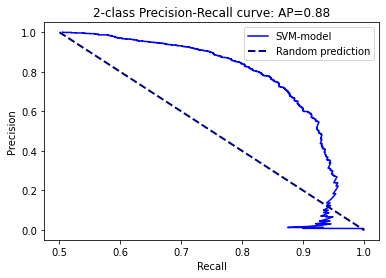 2-class Precision-Recall curve: AP=0.88
SVM-model
Random prediction
Precision
1.0
0.8
0.6
0.4
0.2
0.0
0.5
0.6
0.7
0.8
0.9
1.0
Recall